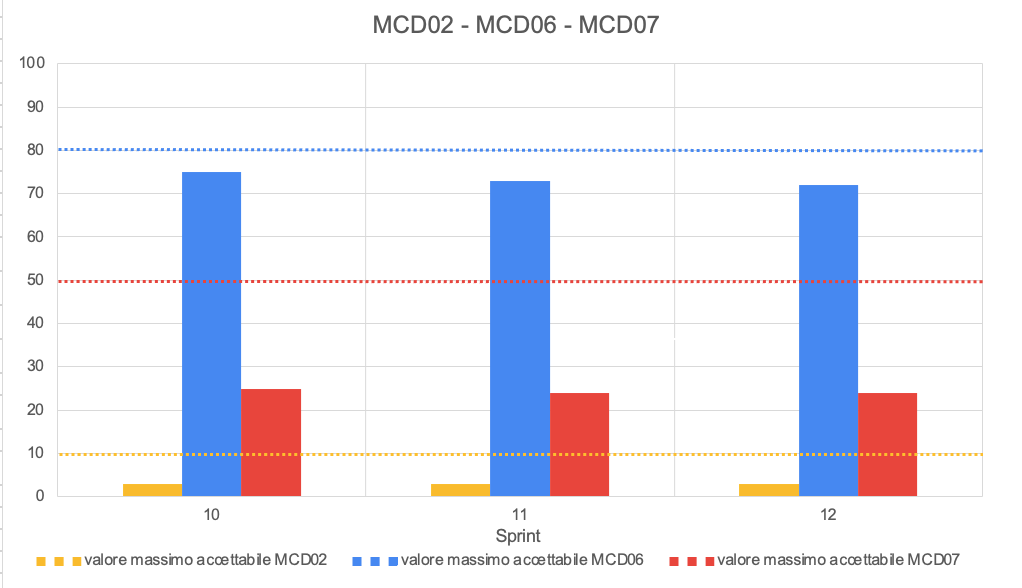 MCD02 - MCD06 - MCD07
100
90
80
70
60
50
40
30
20
10
0
10 11 12
Sprint
valore massimo accettabile MCD02 valore massimo accettabile MCD06 valore massimo accettabile MCD07